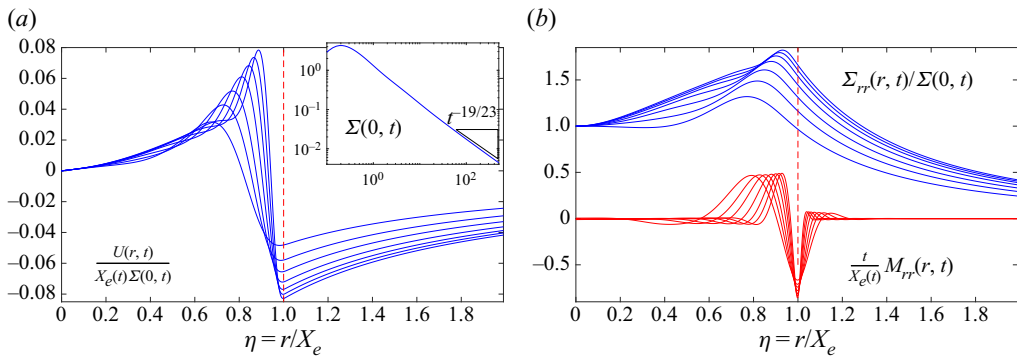 (a)
0.08
0.06
0.04
0.02
0
−0.02
−0.04
−0.06
−0.08
0 0.2 0.4 0.6 0.8 1.0 1.2 1.4 1.6 1.8
η = r/X_e
U(r, t)
X_e(t)Σ(0, t)
10^0
10^−1
10^−2
10^0 10^2
Σ(0, t)
t^−19/23
(b)
1.5
1.0
0.5
0
−0.5
0 0.2 0.4 0.6 0.8 1.0 1.2 1.4 1.6 1.8
η = r/X_e
Σ_rr(r, t)/Σ(0, t)
t/X_e(t) M_rr(r, t)